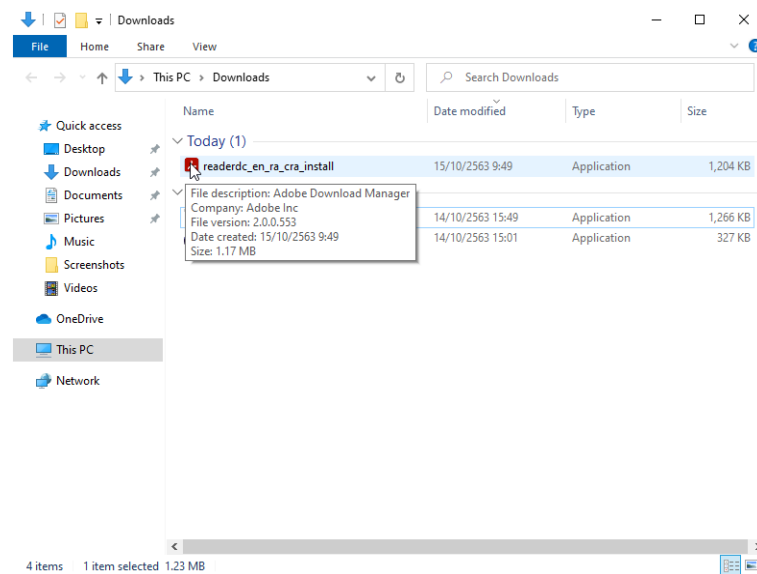 Downloads
File Home Share View
This PC > Downloads
Search Downloads
Name Date modified Type Size
Quick access
Desktop
Downloads
Documents
Pictures
Music
Screenshots
Videos
OneDrive
This PC
Network
Today (1)
readerdc_en_ra_cra_install 15/10/2563 9:49 Application 1,204 KB
File description: Adobe Download Manager
Company: Adobe Inc
File version: 2.0.0.553
Date created: 15/10/2563 9:49
Size: 1.17 MB
14/10/2563 15:49 Application 1,266 KB
14/10/2563 15:01 Application 327 KB
4 items 1 item selected 1.23 MB